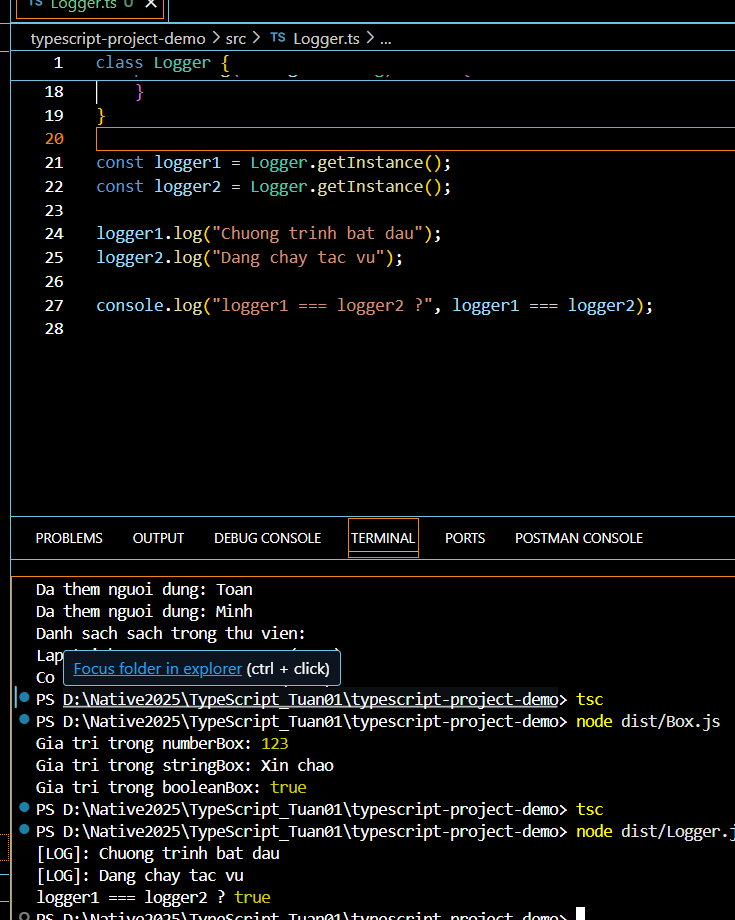 TS Logger.ts U X
typescript-project-demo > src > TS Logger.ts > ...
1 class Logger {
18 }
19 }
20
21 const logger1 = Logger.getInstance();
22 const logger2 = Logger.getInstance();
23
24 logger1.log("Chuong trinh bat dau");
25 logger2.log("Dang chay tac vu");
26
27 console.log("logger1 === logger2 ?", logger1 === logger2);
28
PROBLEMS OUTPUT DEBUG CONSOLE TERMINAL PORTS POSTMAN CONSOLE
Da them nguoi dung: Toan
Da them nguoi dung: Minh
Danh sach sach trong thu vien:
Lap
Focus folder in explorer (ctrl + click)
Co
PS D:\Native2025\TypeScript_Tuan01\typescript-project-demo> tsc
PS D:\Native2025\TypeScript_Tuan01\typescript-project-demo> node dist/Box.js
Gia tri trong numberBox: 123
Gia tri trong stringBox: Xin chao
Gia tri trong booleanBox: true
PS D:\Native2025\TypeScript_Tuan01\typescript-project-demo> tsc
PS D:\Native2025\TypeScript_Tuan01\typescript-project-demo> node dist/Logger.j
[LOG]: Chuong trinh bat dau
[LOG]: Dang chay tac vu
logger1 === logger2 ? true
PS D:\Native2025\TypeScript_Tuan01\typescript-project-demo>